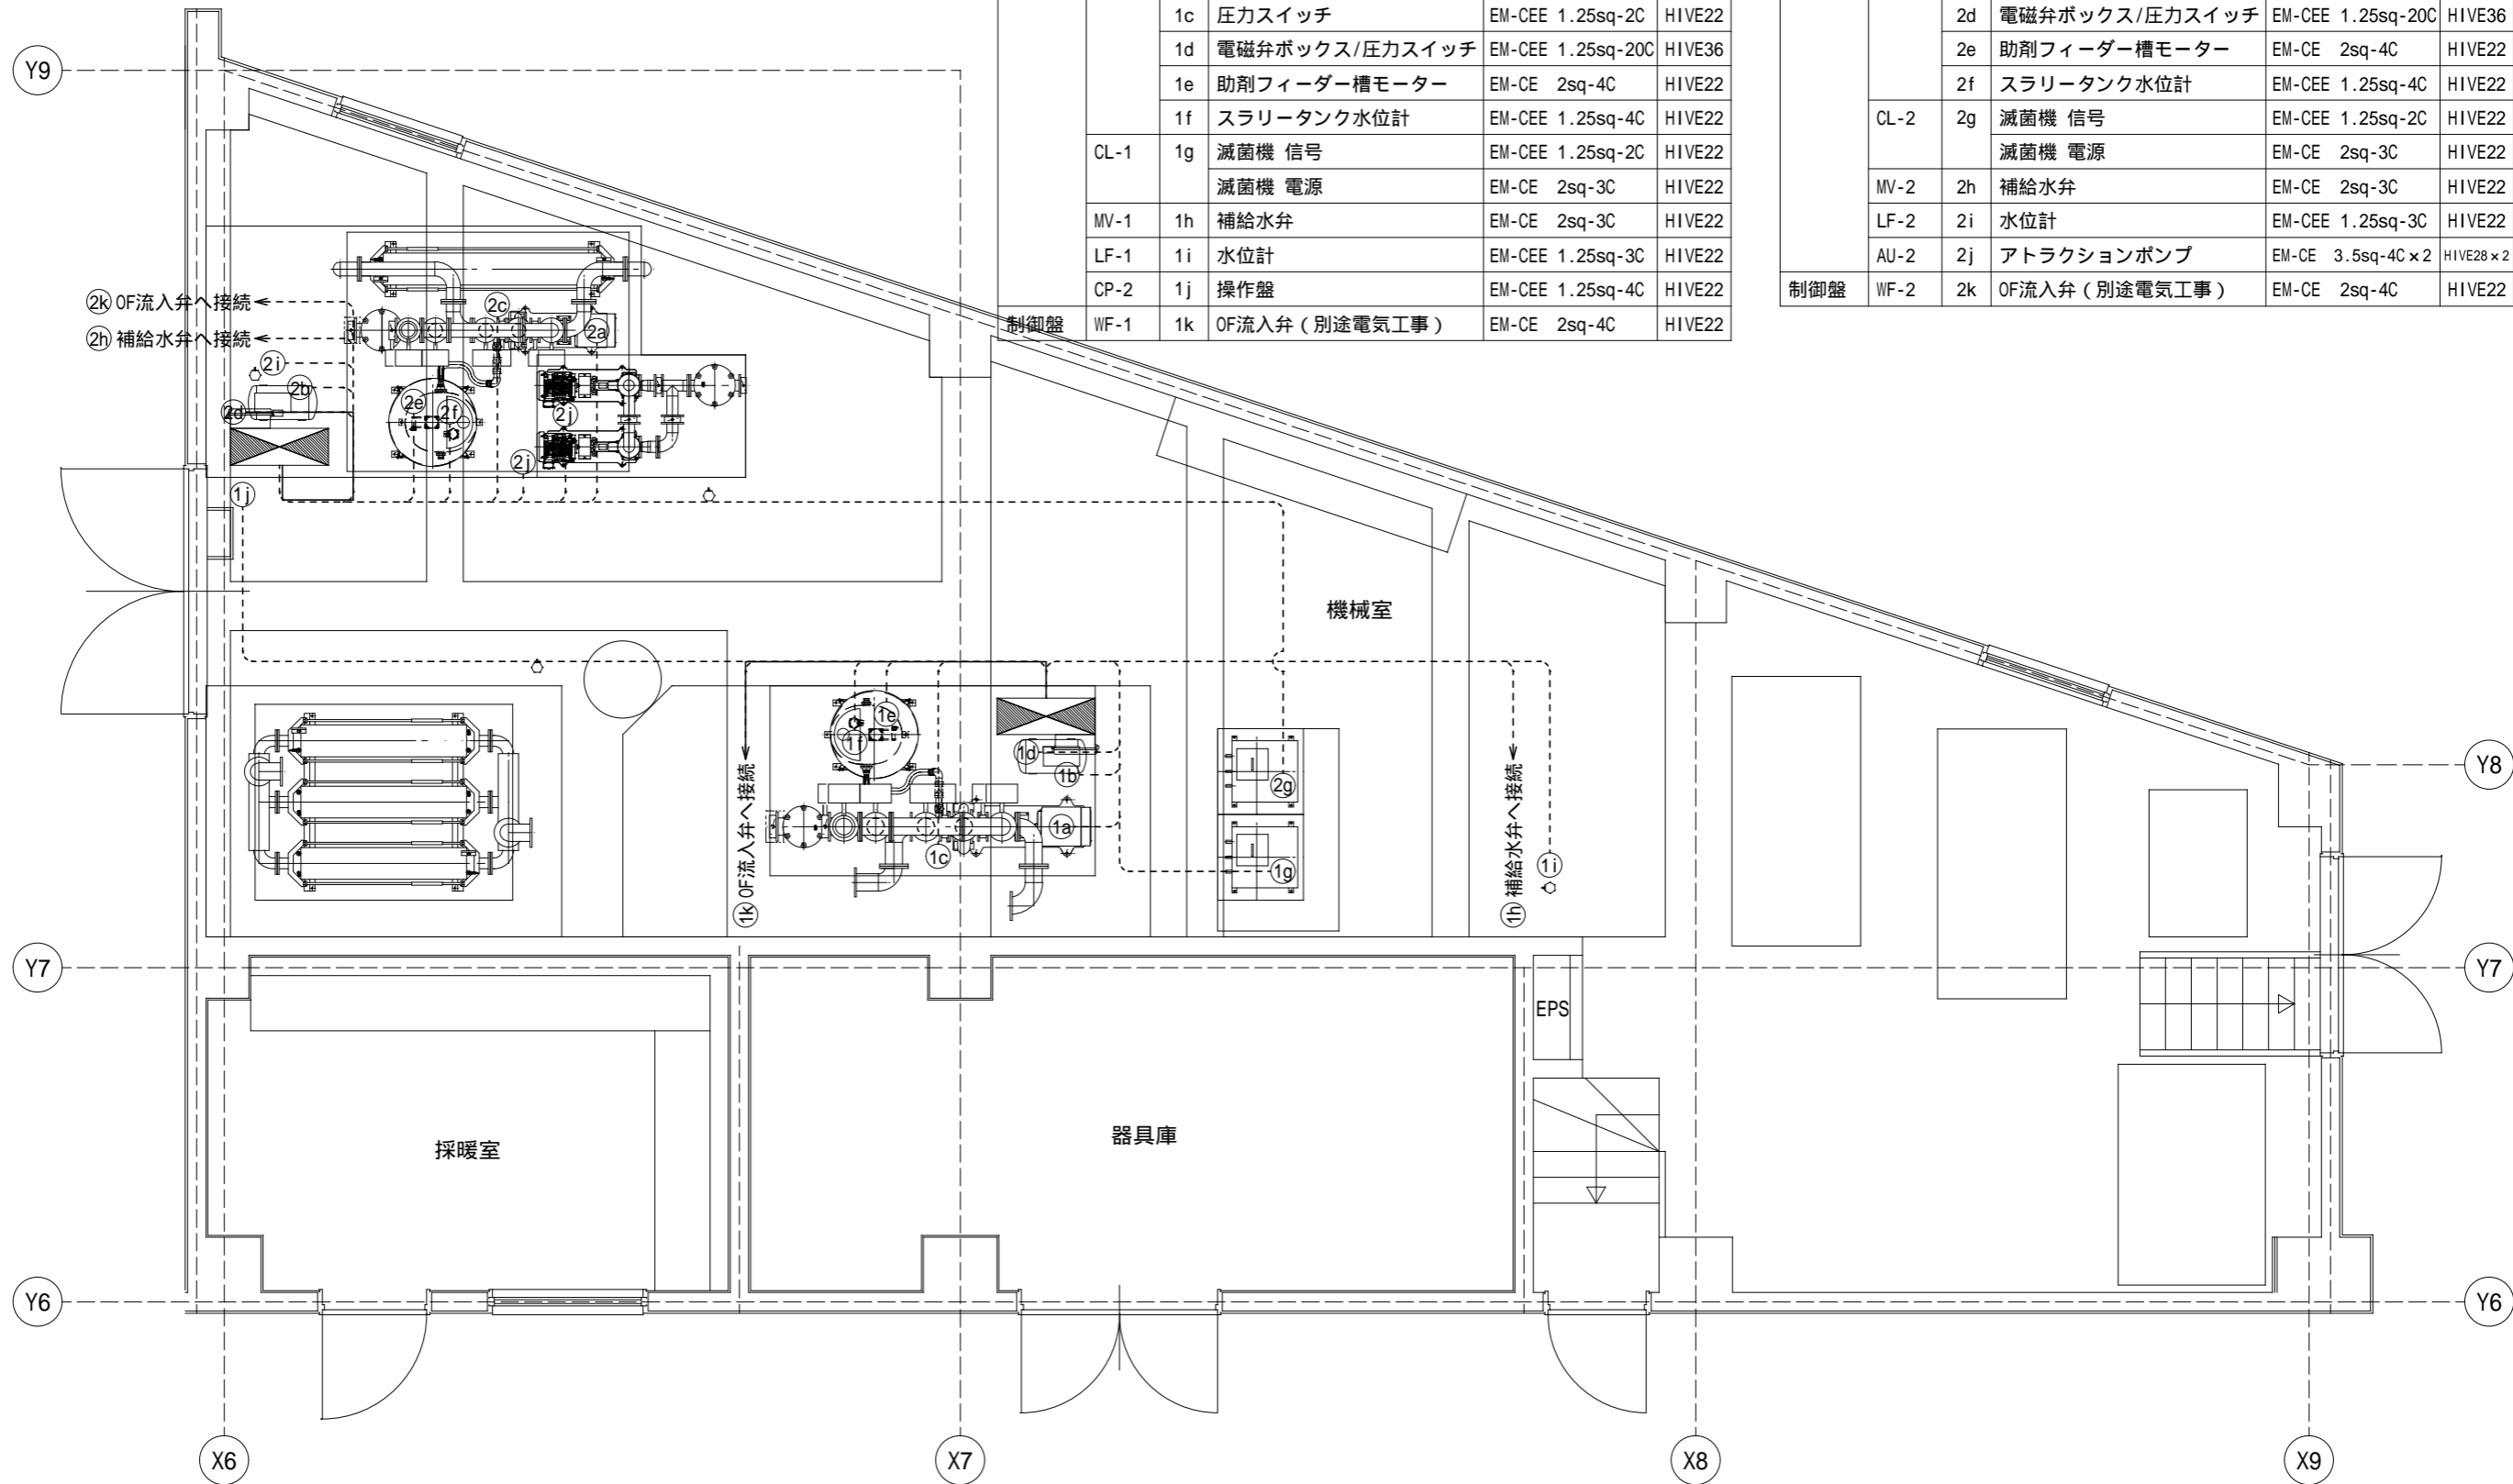 1c 圧力スイッチ EM-CEE 1.25sq-2C HIVE22
1d 電磁弁ボックス/圧力スイッチ EM-CEE 1.25sq-20C HIVE36
1e 助剤フィーダー槽モーター EM-CE 2sq-4C HIVE22
1f スラリータンク水位計 EM-CEE 1.25sq-4C HIVE22
CL-1 1g 滅菌機 信号 EM-CEE 1.25sq-2C HIVE22
滅菌機 電源 EM-CE 2sq-3C HIVE22
MV-1 1h 補給水弁 EM-CE 2sq-3C HIVE22
LF-1 1i 水位計 EM-CEE 1.25sq-3C HIVE22
CP-2 1j 操作盤 EM-CEE 1.25sq-4C HIVE22
制御盤 WF-1 1k OF流入弁(別途電気工事) EM-CE 2sq-4C HIVE22
2d 電磁弁ボックス/圧力スイッチ EM-CEE 1.25sq-20C HIVE36
2e 助剤フィーダー槽モーター EM-CE 2sq-4C HIVE22
2f スラリータンク水位計 EM-CEE 1.25sq-4C HIVE22
CL-2 2g 滅菌機 信号 EM-CEE 1.25sq-2C HIVE22
滅菌機 電源 EM-CE 2sq-3C HIVE22
MV-2 2h 補給水弁 EM-CE 2sq-3C HIVE22
LF-2 2i 水位計 EM-CEE 1.25sq-3C HIVE22
AU-2 2j アトラクションポンプ EM-CE 3.5sq-4C×2 HIVE28×2
制御盤 WF-2 2k OF流入弁(別途電気工事) EM-CE 2sq-4C HIVE22
Y9
2k OF流入弁へ接続
2h 補給水弁へ接続
2c
2a
2i
2b
2d
2e
2f
2j
2j
1j
機械室
1e
1f
1d
1b
1a
1c
2g
1g
1k OF流入弁へ接続
1h 補給水弁へ接続
1i
Y8
Y7
Y7
EPS
採暖室
器具庫
Y6
Y6
X6
X7
X8
X9